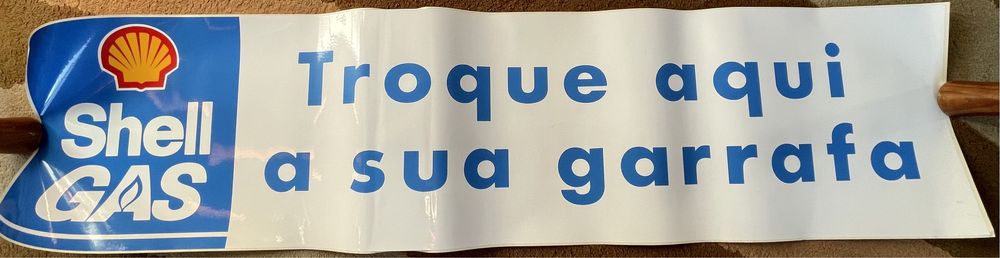 Shell
GAS
Troque aqui
a sua garrafa